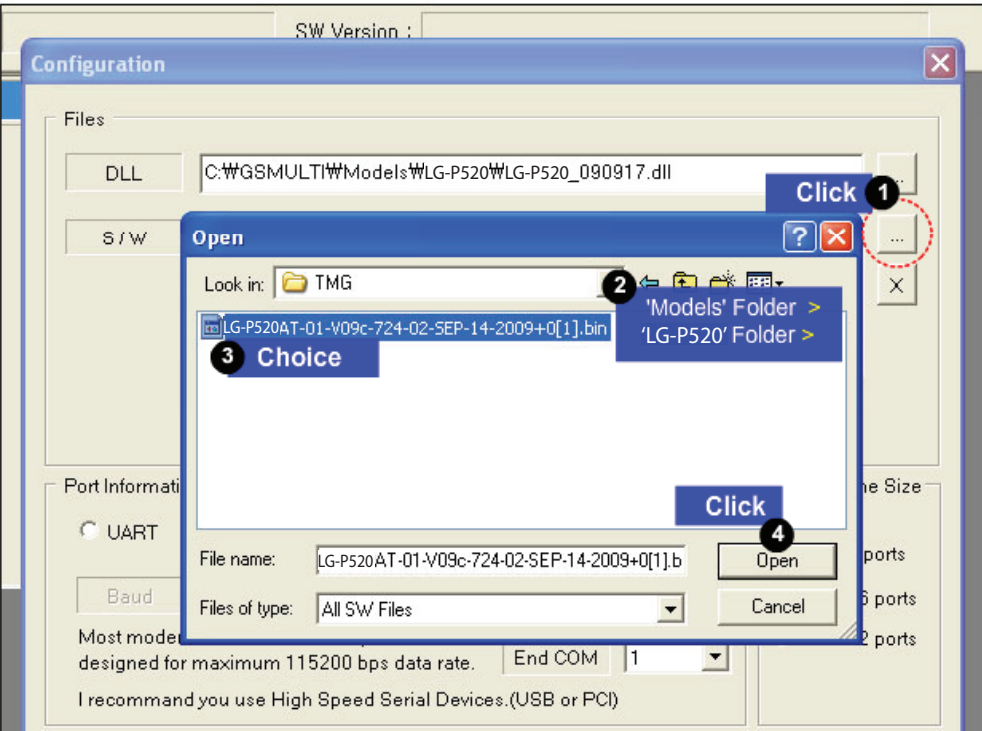 SW Version :
Configuration
Files
DLL
C:₩GSMULTI₩Models₩LG-P520₩LG-P520_090917.dll
...
Click 1
S/W
...
Open
Look in: TMG
2
'Models' Folder >
'LG-P520' Folder >
X
LG-P520AT-01-V09c-724-02-SEP-14-2009+0[1].bin
3 Choice
Port Informati
e Size
UART
Click
4
File name:
LG-P520AT-01-V09c-724-02-SEP-14-2009+0[1].b
Open
ports
Baud
Files of type:
All SW Files
Cancel
ports
Most mode
2 ports
designed for maximum 115200 bps data rate.
End COM
1
I recommand you use High Speed Serial Devices.(USB or PCI)